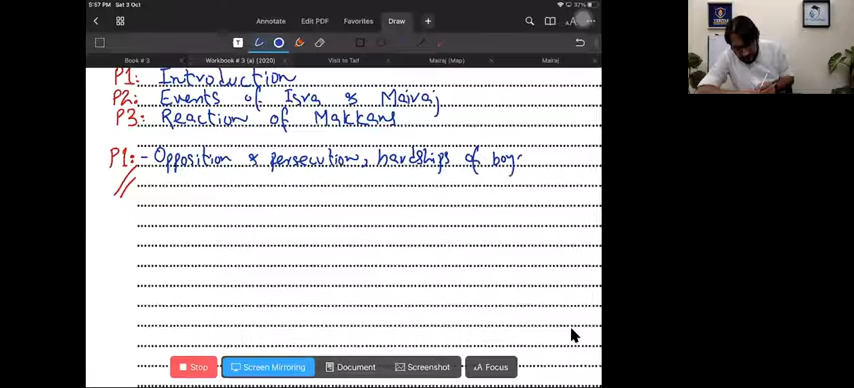 5:57 PM Sat 3 Oct
37%
Annotate Edit PDF Favorites Draw
T
Book # 3 Workbook # 3 (a) (2020) Visit to Taif Mairaj (Map) Mairaj
P1: Introduction
P2: Events of Isra & Mairaj
P3: Reaction of Makkans
P1: - Opposition & persecution, hardships of boy
Stop Screen Mirroring Document Screenshot AA Focus